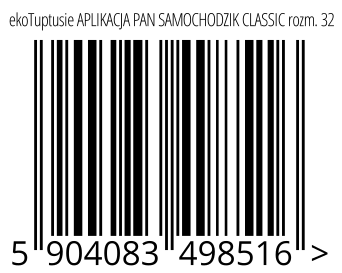 ekoTuptusie APLIKACJA PAN SAMOCHODZIK CLASSIC rozm. 32
5 904083 498516 >